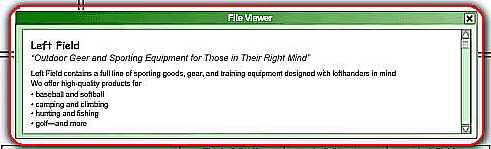 File Viewer
Left Field
"Outdoor Gear and Sporting Equipment for Those in Their Right Mind"
Left Field contains a full line of sporting goods, gear, and training equipment designed with lefthanders in mind
We offer high-quality products for
• baseball and softball
• camping and climbing
• hunting and fishing
• golf—and more